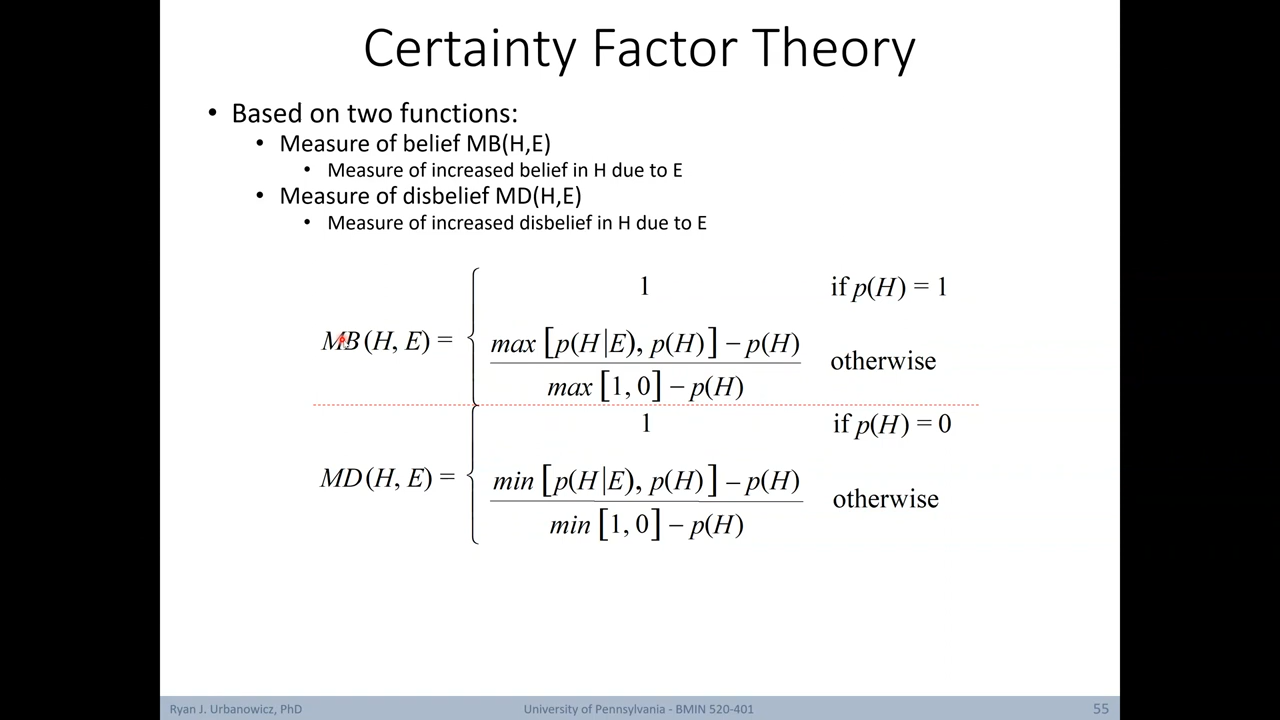 Certainty Factor Theory
• Based on two functions:
• Measure of belief MB(H,E)
• Measure of increased belief in H due to E
• Measure of disbelief MD(H,E)
• Measure of increased disbelief in H due to E
1 if p(H) = 1
MB(H, E) =
max [p(H|E), p(H)] – p(H)
max [1, 0] – p(H)
otherwise
1 if p(H) = 0
MD(H, E) =
min [p(H|E), p(H)] – p(H)
min [1, 0] – p(H)
otherwise
Ryan J. Urbanowicz, PhD University of Pennsylvania - BMIN 520-401 55